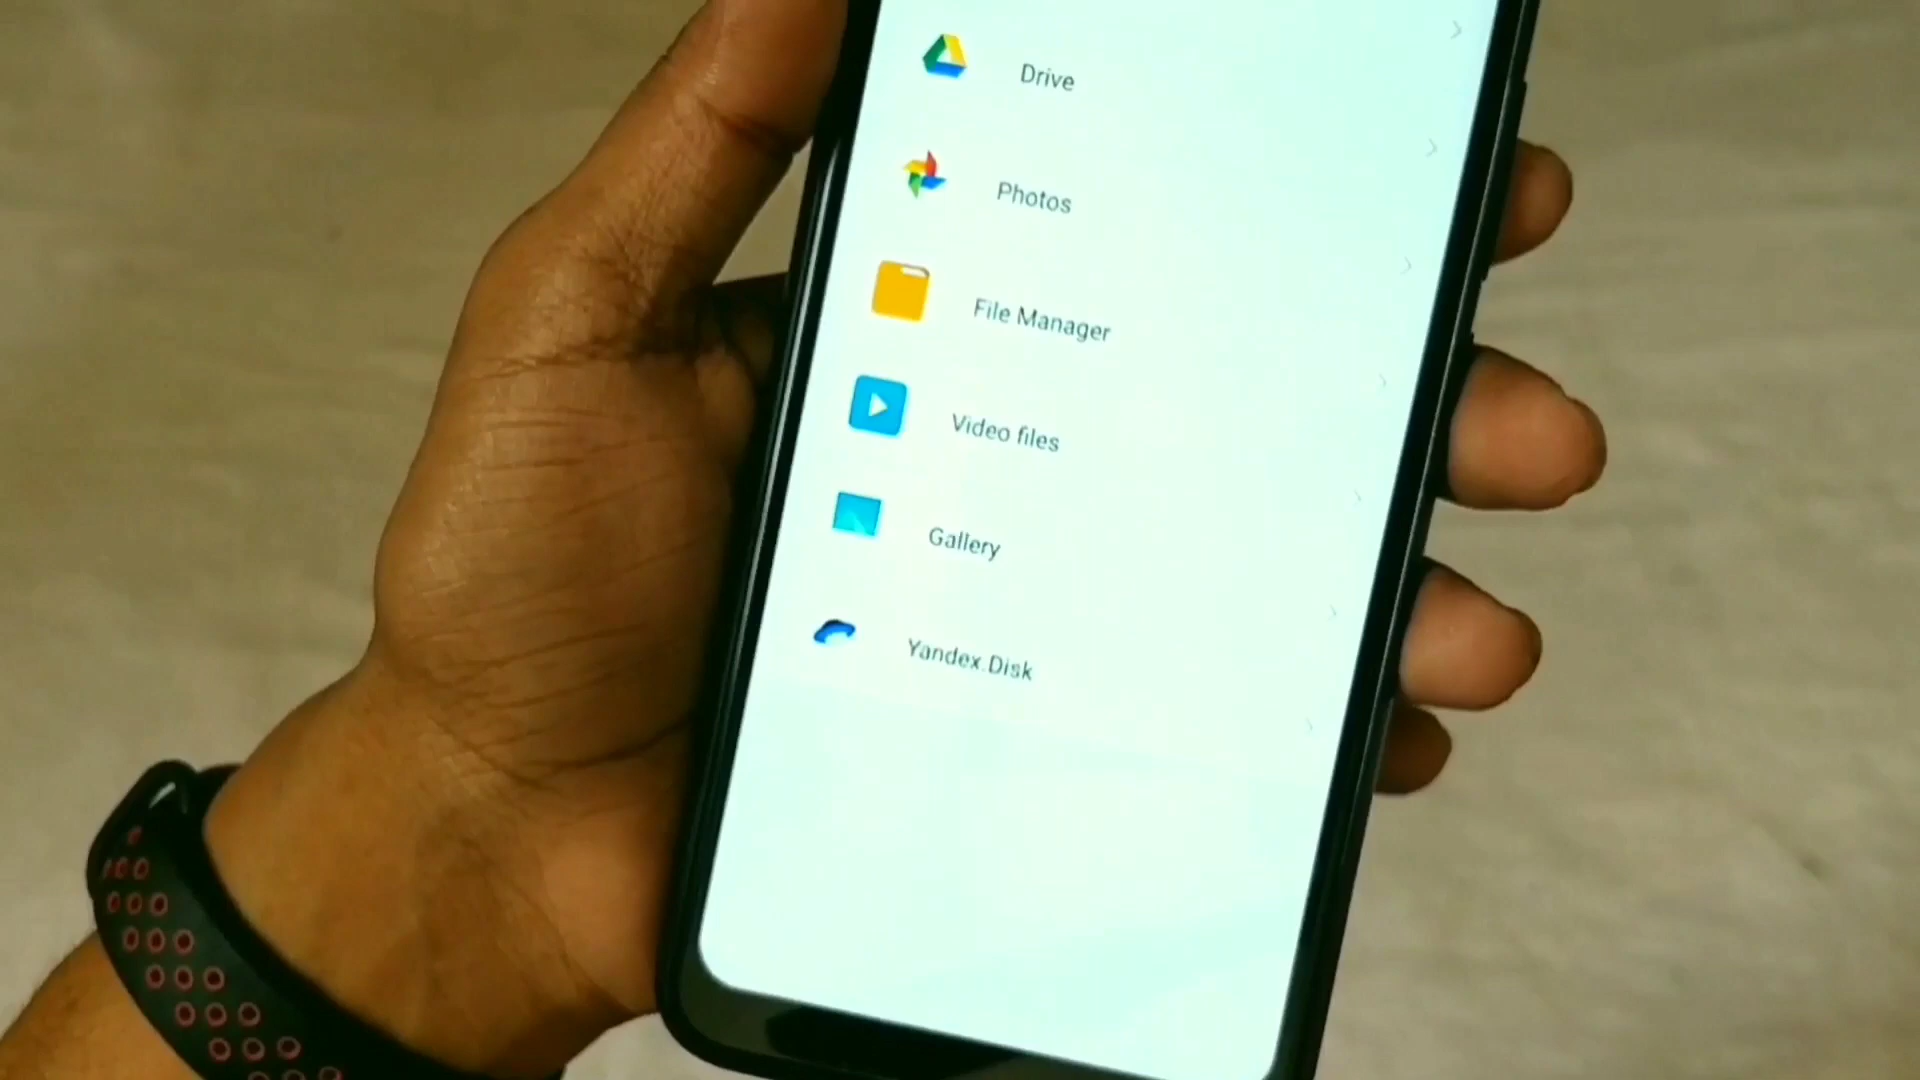 Drive
Photos
File Manager
Video files
Gallery
Yandex.Disk